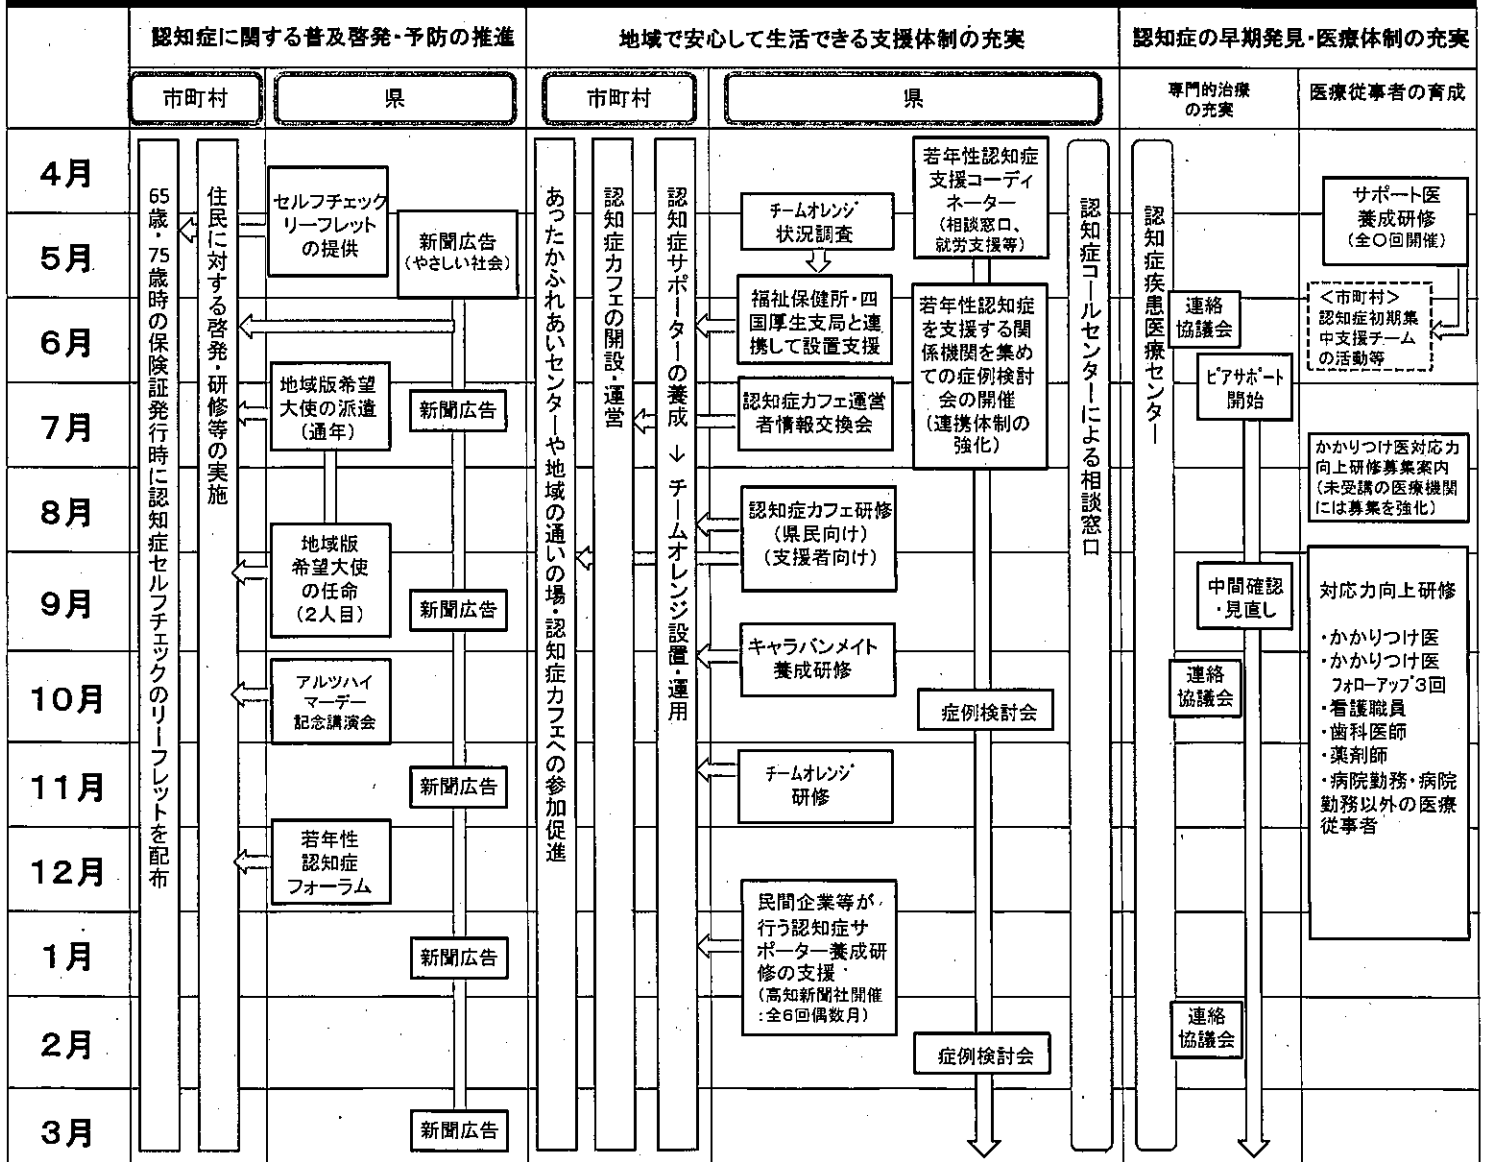 認知症に関する普及啓発・予防の推進
地域で安心して生活できる支援体制の充実
認知症の早期発見・医療体制の充実
市町村
県
市町村
県
専門的治療
の充実
医療従事者の育成
4月
5月
6月
7月
8月
9月
10月
11月
12月
1月
2月
3月
65歳・75歳時の保険証発行時に認知症セルフチェックのリーフレットを配布
住民に対する啓発・研修等の実施
セルフチェック
リーフレット
の提供
新聞広告
(やさしい社会)
地域版希望
大使の派遣
(通年)
新聞広告
地域版
希望大使
の任命
(2人目)
新聞広告
アルツハイ
マーデー
記念講演会
新聞広告
若年性
認知症
フォーラム
新聞広告
新聞広告
あったかふれあいセンターや地域の通いの場・認知症カフェへの参加促進
認知症カフェの開設・運営
認知症サポーターの養成 → チームオレンジ設置・運用
チームオレンジ
状況調査
福祉保健所・四
国厚生支局と連
携して設置支援
認知症カフェ運営
者情報交換会
認知症カフェ研修
(県民向け)
(支援者向け)
キャラバンメイト
養成研修
チームオレンジ
研修
民間企業等が
行う認知症サ
ポーター養成研
修の支援
(高知新聞社開催
:全6回偶数月)
若年性認知症
支援コーディ
ネーター
(相談窓口、
就労支援等)
若年性認知症
を支援する関
係機関を集め
ての症例検討
会の開催
(連携体制の
強化)
症例検討会
症例検討会
認知症コールセンターによる相談窓口
認知症疾患医療センター
連絡
協議会
ピアサポート
開始
中間確認
・見直し
連絡
協議会
連絡
協議会
サポート医
養成研修
(全〇回開催)
<市町村>
認知症初期集
中支援チーム
の活動等
かかりつけ医対応力
向上研修募集案内
(未受講の医療機関
には募集を強化)
対応力向上研修
・かかりつけ医
・かかりつけ医
フォローアップ3回
・看護職員
・歯科医師
・薬剤師
・病院勤務・病院
勤務以外の医療
従事者